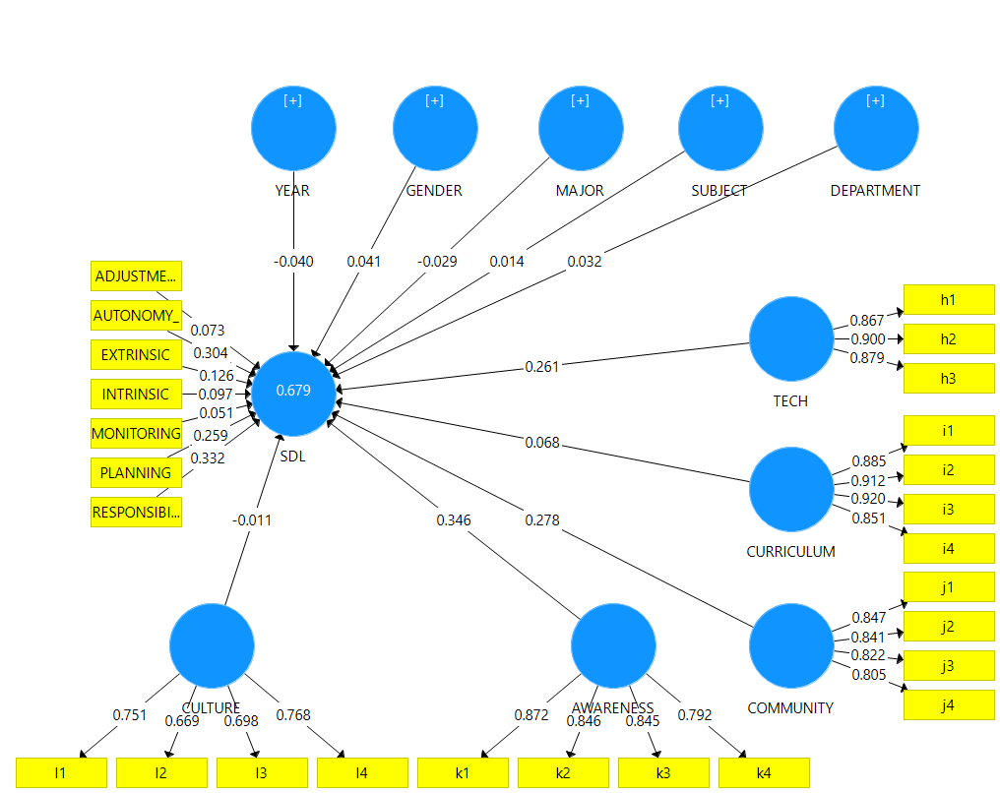 [+] [+] [+] [+] [+]
YEAR GENDER MAJOR SUBJECT DEPARTMENT
-0.040 0.041 -0.029 0.014 0.032
ADJUSTME...
AUTONOMY_
EXTRINSIC
INTRINSIC
MONITORING
PLANNING
RESPONSIBI...
0.073
0.304
0.126
0.097
0.051
0.259
0.332
0.679
SDL
0.261
0.068
0.278
0.346
-0.011
TECH
0.867
0.900
0.879
h1
h2
h3
CURRICULUM
0.885
0.912
0.920
0.851
i1
i2
i3
i4
COMMUNITY
0.847
0.841
0.822
0.805
j1
j2
j3
j4
CULTURE
0.751 0.669 0.698 0.768
l1 l2 l3 l4
AWARENESS
0.872 0.846 0.845 0.792
k1 k2 k3 k4